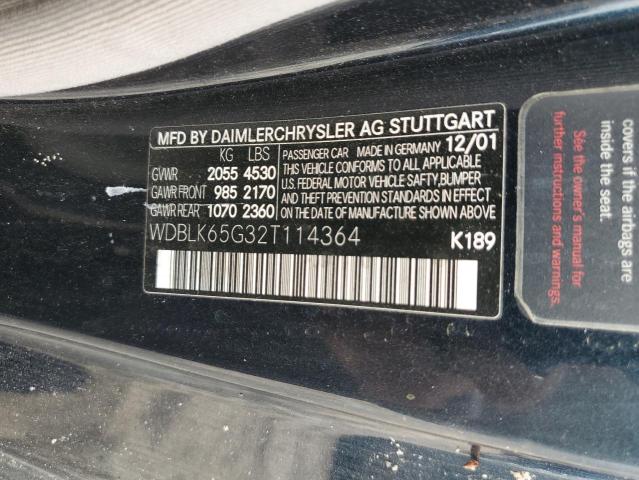 MFD BY DAIMLERCHRYSLER AG STUTTGART
KG LBS PASSENGER CAR MADE IN GERMANY 12/01
GVWR 2055 4530 THIS VEHICLE CONFORMS TO ALL APPLICABLE
GAWR FRONT 985 2170 U.S. FEDERAL MOTOR VEHICLE SAFTY, BUMPER
GAWR REAR 1070 2360 AND THEFT STANDARDS IN EFFECT
ON THE DATE OF MANUFACTURE SHOWN ABOVE
WDBLK65G32T114364 K189
covers if the airbags are
inside the seat.
See the owner's manual for
further instructions and warnings.